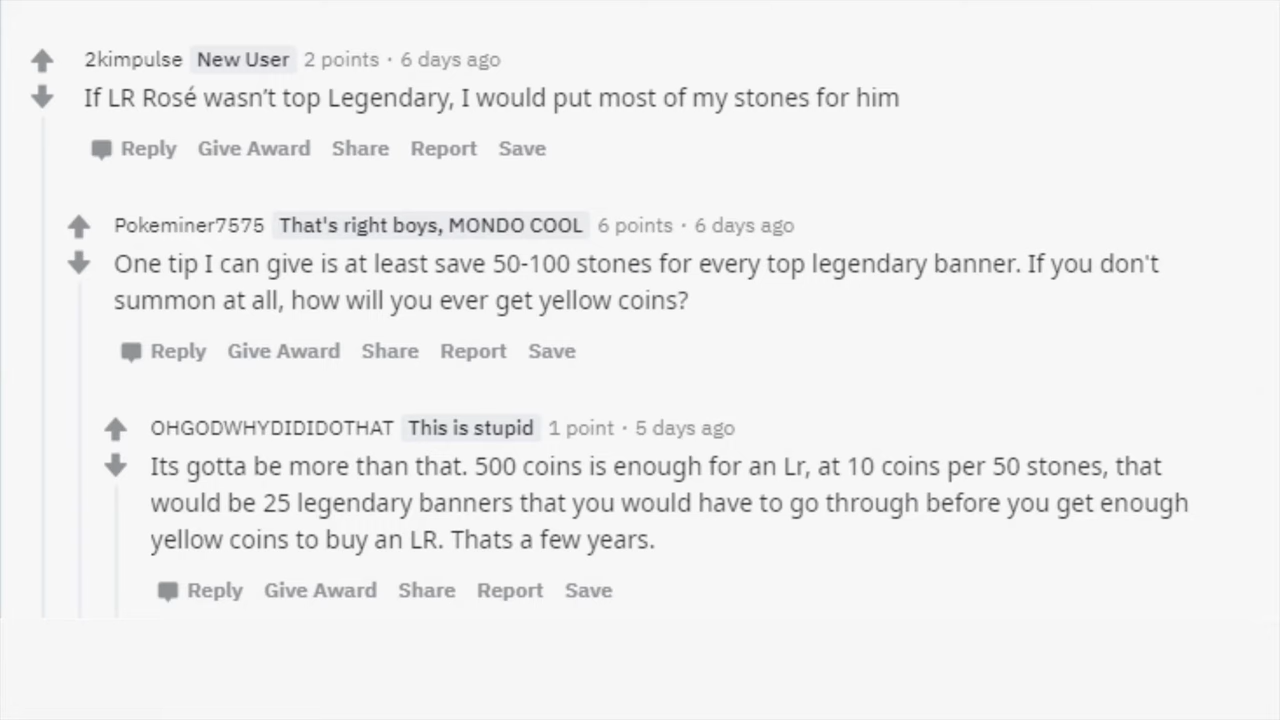 2kimpulse New User 2 points · 6 days ago
If LR Rosé wasn’t top Legendary, I would put most of my stones for him
Reply Give Award Share Report Save
Pokeminer7575 That's right boys, MONDO COOL 6 points · 6 days ago
One tip I can give is at least save 50-100 stones for every top legendary banner. If you don't
summon at all, how will you ever get yellow coins?
Reply Give Award Share Report Save
OHGODWHYDIDIDOTHAT This is stupid 1 point · 5 days ago
Its gotta be more than that. 500 coins is enough for an Lr, at 10 coins per 50 stones, that
would be 25 legendary banners that you would have to go through before you get enough
yellow coins to buy an LR. Thats a few years.
Reply Give Award Share Report Save